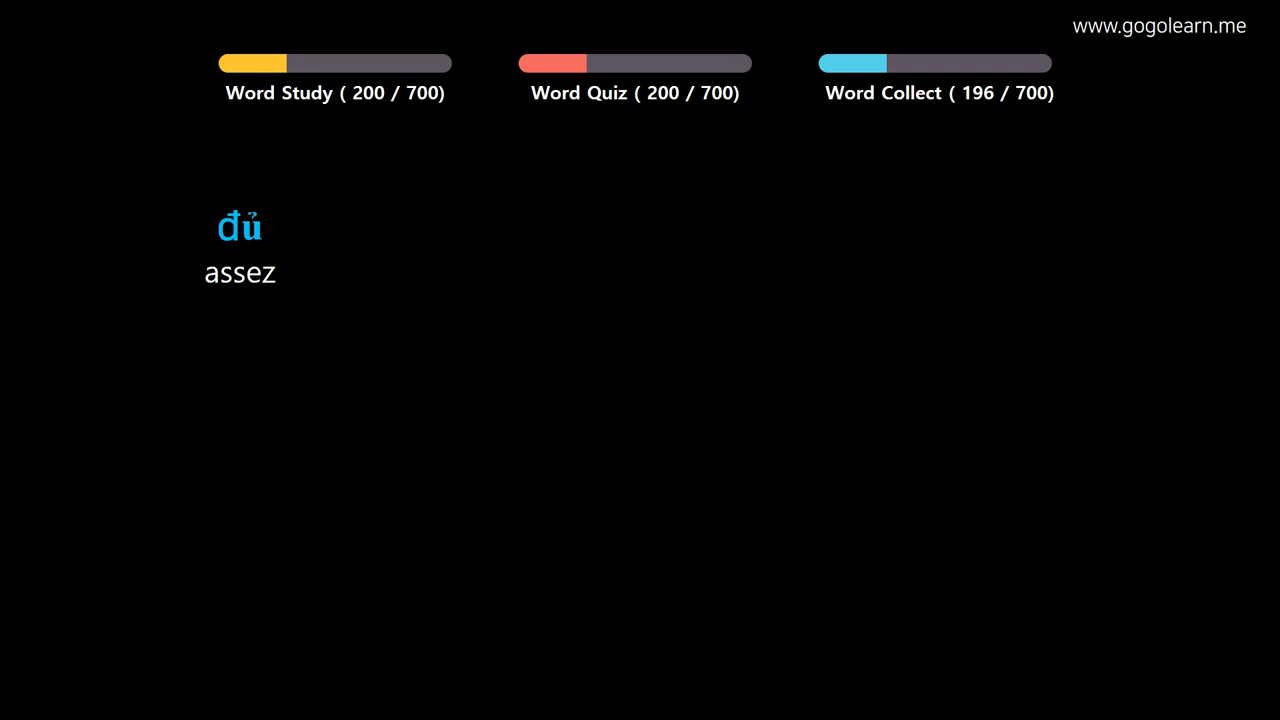 www.gogolearn.me
Word Study ( 200 / 700)
Word Quiz ( 200 / 700)
Word Collect ( 196 / 700)
đủ
assez